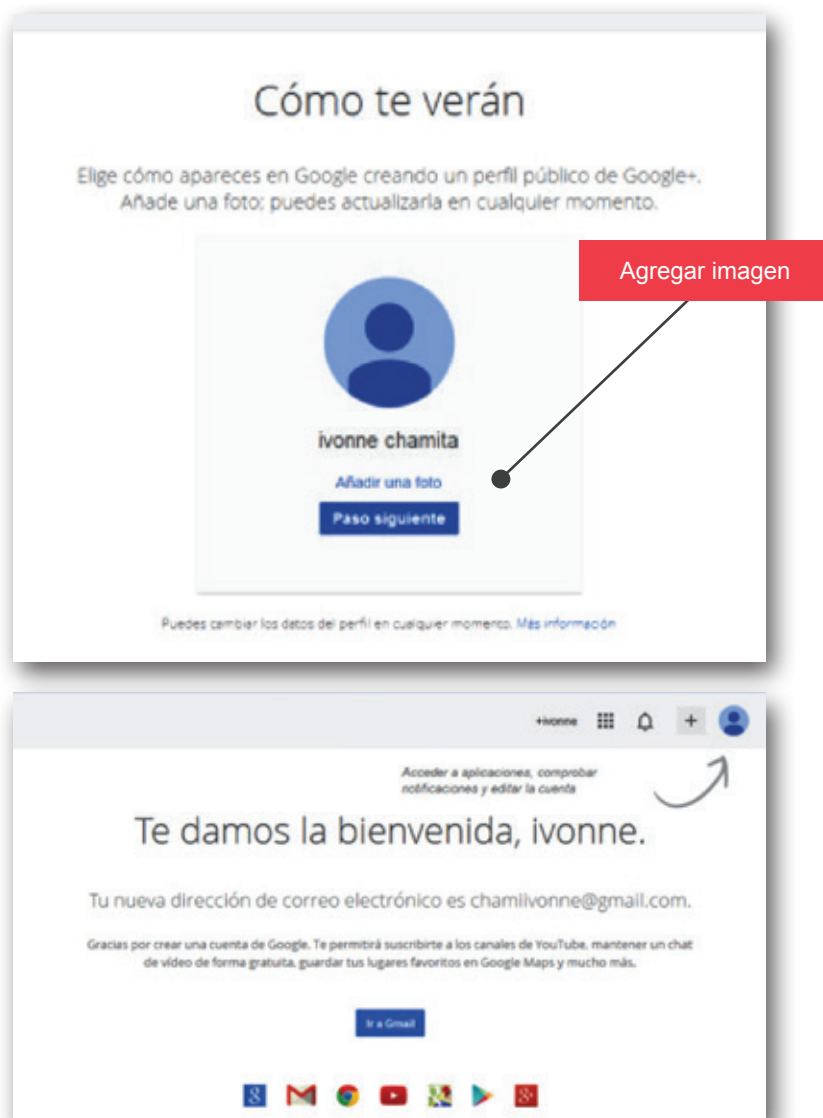 Cómo te verán
Elige cómo apareces en Google creando un perfil público de Google+.
Añade una foto; puedes actualizarla en cualquier momento.
Agregar imagen
ivonne chamita
Añadir una foto
Paso siguiente
Puedes cambiar los datos del perfil en cualquier momento. Más información
+ivonne
Acceder a aplicaciones, comprobar
notificaciones y editar la cuenta
Te damos la bienvenida, ivonne.
Tu nueva dirección de correo electrónico es chamiivonne@gmail.com.
Gracias por crear una cuenta de Google. Te permitirá suscribirte a los canales de YouTube, mantener un chat
de vídeo de forma gratuita, guardar tus lugares favoritos en Google Maps y mucho más.
Ir a Gmail